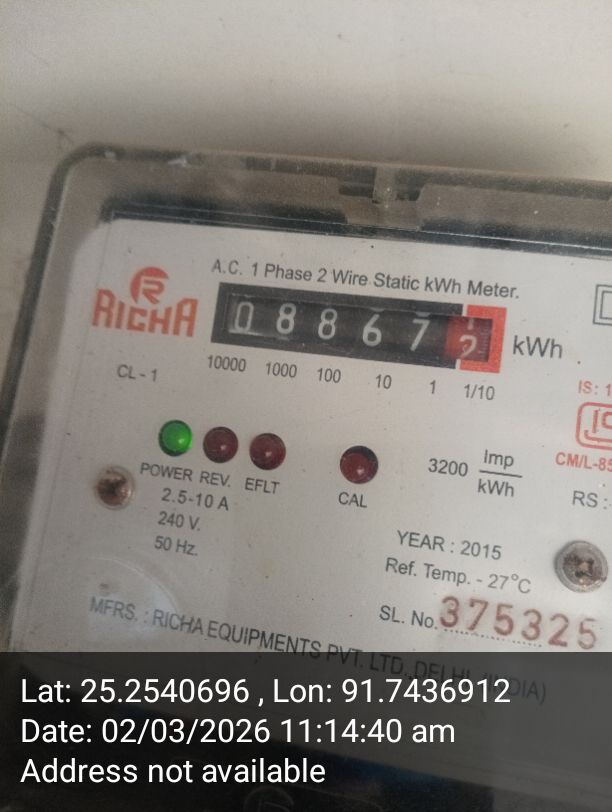 A.C. 1 Phase 2 Wire Static kWh Meter.
R
RICHA
0 8 8 6 7 2 kWh
10000 1000 100 10 1 1/10
CL - 1
IS: 1
CM/L-85
POWER REV. EFLT
CAL
3200 Imp/kWh
RS :
2.5-10 A
240 V.
50 Hz.
YEAR : 2015
Ref. Temp. - 27°C
SL. No. 375325
MFRS. : RICHA EQUIPMENTS PVT. LTD., DELHI (INDIA)
Lat: 25.2540696 , Lon: 91.7436912
Date: 02/03/2026 11:14:40 am
Address not available